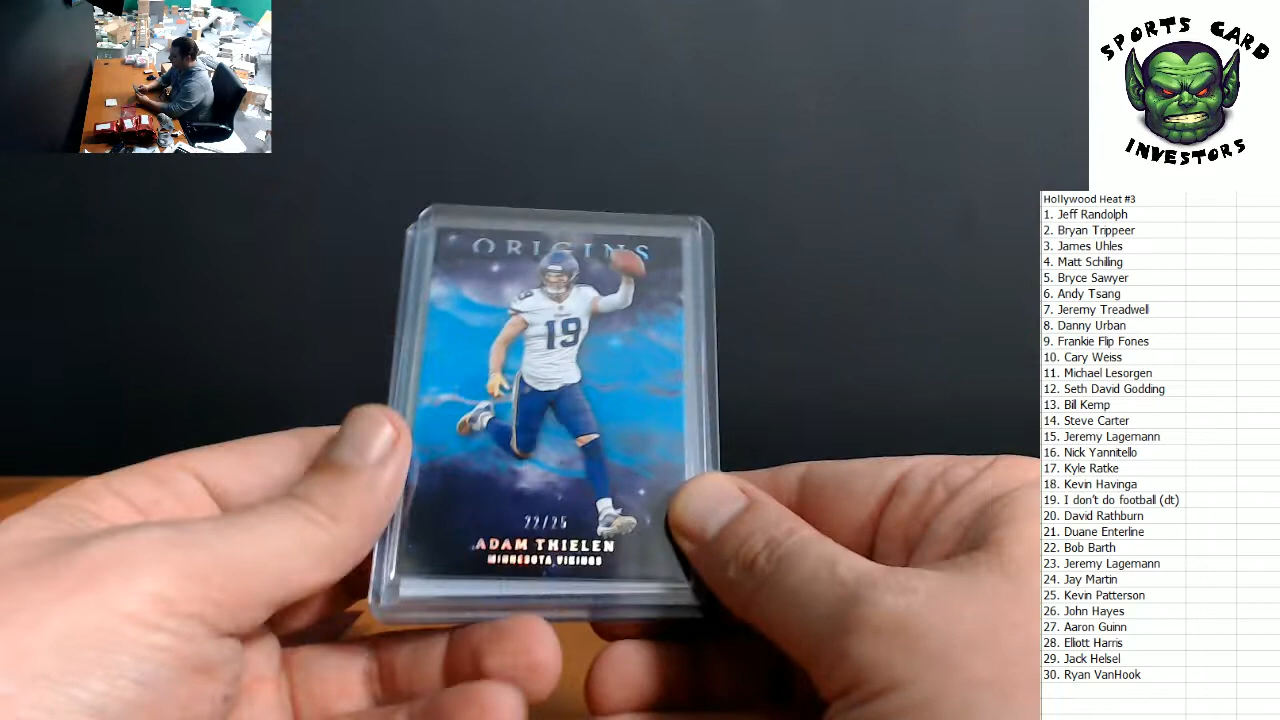 SPORTS CARD
INVESTORS
Hollywood Heat #3
1. Jeff Randolph
2. Bryan Trippeer
3. James Uhles
4. Matt Schiling
5. Bryce Sawyer
6. Andy Tsang
7. Jeremy Treadwell
8. Danny Urban
9. Frankie Flip Fones
10. Cary Weiss
11. Michael Lesorgen
12. Seth David Godding
13. Bill Kemp
14. Steve Carter
15. Jeremy Lagemann
16. Nick Yannitello
17. Kyle Ratke
18. Kevin Havinga
19. I don't do football (dt)
20. David Rathburn
21. Duane Enterline
22. Bob Barth
23. Jeremy Lagemann
24. Jay Martin
25. Kevin Patterson
26. John Hayes
27. Aaron Guinn
28. Eliott Harris
29. Jack Helsel
30. Ryan VanHook
ORIGINS
19
19
22/25
ADAM THIELEN
MINNESOTA VIKINGS